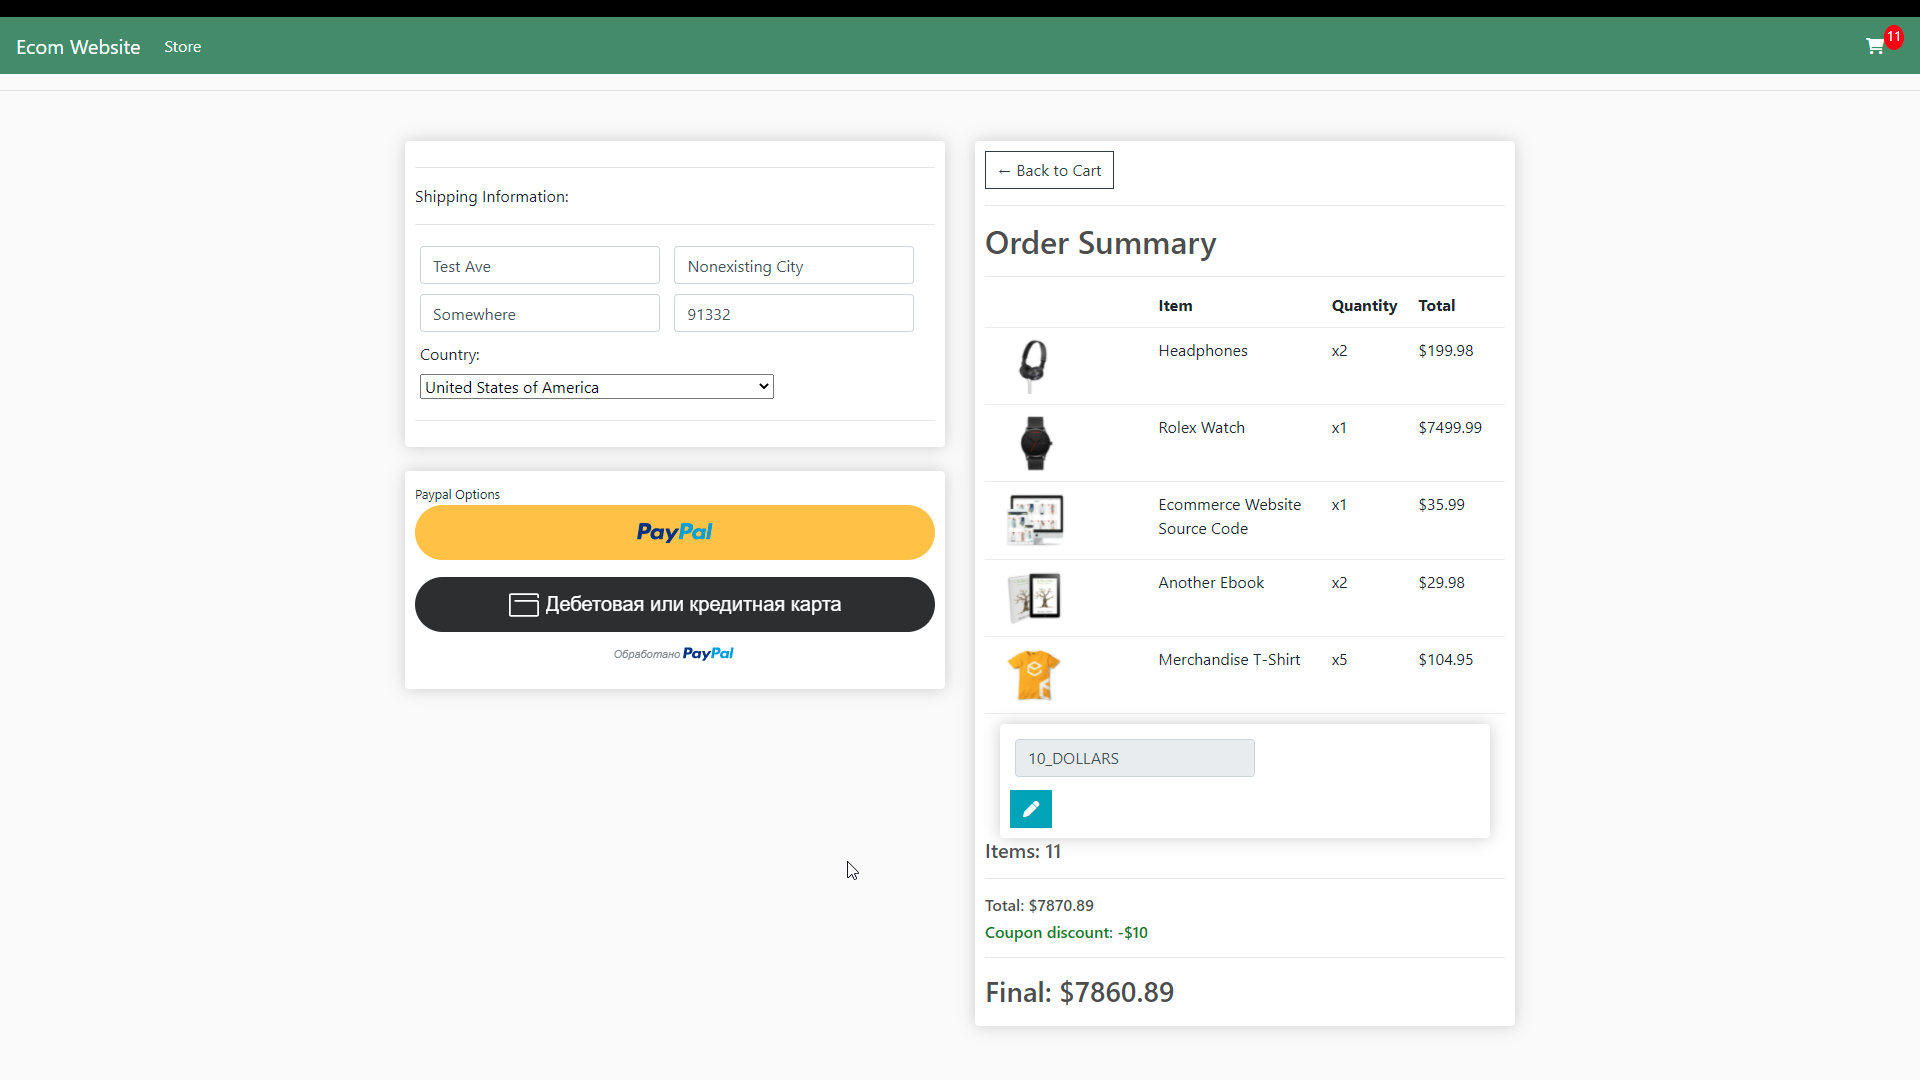 Ecom Website
Store
11
Shipping Information:
Test Ave
Nonexisting City
Somewhere
91332
Country:
United States of America
Paypal Options
PayPal
Дебетовая или кредитная карта
Обработано PayPal
← Back to Cart
Order Summary
Item Quantity Total
Headphones x2 $199.98
Rolex Watch x1 $7499.99
Ecommerce Website x1 $35.99
Source Code
Another Ebook x2 $29.98
Merchandise T-Shirt x5 $104.95
10_DOLLARS
Items: 11
Total: $7870.89
Coupon discount: -$10
Final: $7860.89